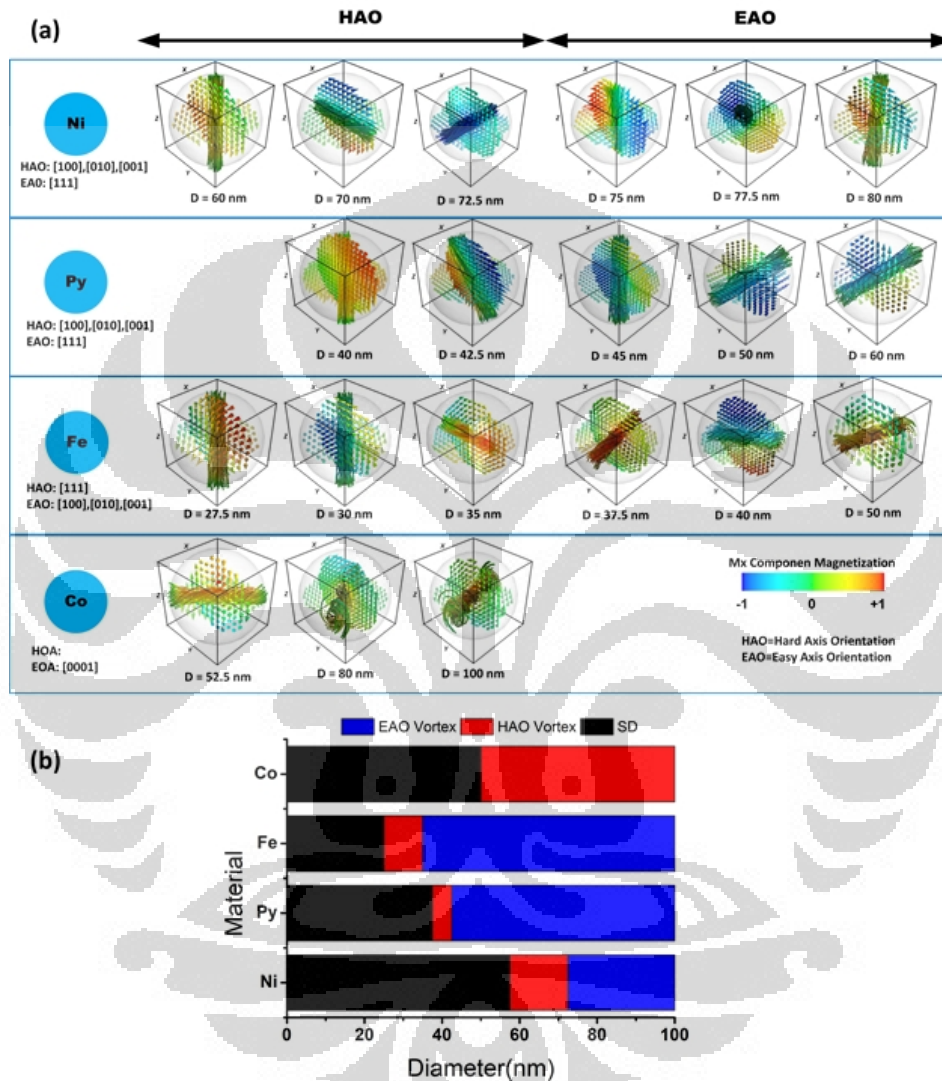 (a)
HAO
EAO
Ni
HAO: [100],[010],[001]
EA0: [111]
X
Z
Y
D = 60 nm
X
Z
Y
D = 70 nm
X
Z
Y
D = 72.5 nm
X
Z
Y
D = 75 nm
X
Z
Y
D = 77.5 nm
X
Z
Y
D = 80 nm
Py
HAO: [100],[010],[001]
EAO: [111]
X
Z
Y
D = 40 nm
X
Z
Y
D = 42.5 nm
X
Z
Y
D = 45 nm
X
Z
Y
D = 50 nm
X
Z
Y
D = 60 nm
Fe
HAO: [111]
EAO: [100],[010],[001]
X
Z
Y
D = 27.5 nm
X
Z
Y
D = 30 nm
X
Z
Y
D = 35 nm
X
Z
Y
D = 37.5 nm
X
Z
Y
D = 40 nm
X
Z
Y
D = 50 nm
Co
HOA:
EOA: [0001]
X
Z
Y
D = 52.5 nm
X
Z
Y
D = 80 nm
X
Z
Y
D = 100 nm
Mx Componen Magnetization
-1 0 +1
HAO=Hard Axis Orientation
EAO=Easy Axis Orientation
(b)
EAO Vortex HAO Vortex SD
Co
Fe
Py
Ni
Material
0 20 40 60 80 100
Diameter(nm)